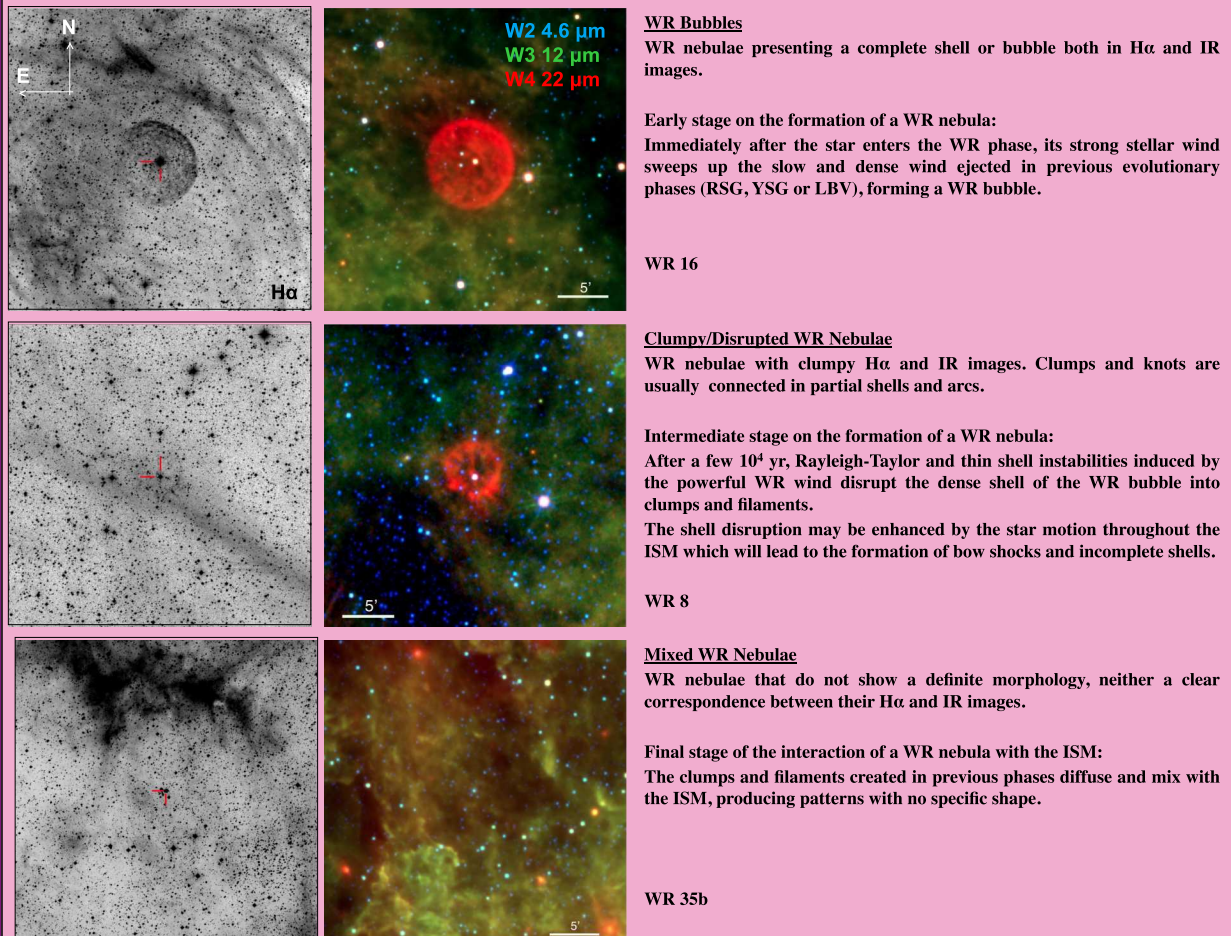 N
E
Hα
W2 4.6 μm
W3 12 μm
W4 22 μm
5'
WR Bubbles
WR nebulae presenting a complete shell or bubble both in Hα and IR
images.
Early stage on the formation of a WR nebula:
Immediately after the star enters the WR phase, its strong stellar wind
sweeps up the slow and dense wind ejected in previous evolutionary
phases (RSG, YSG or LBV), forming a WR bubble.
WR 16
5'
Clumpy/Disrupted WR Nebulae
WR nebulae with clumpy Hα and IR images. Clumps and knots are
usually connected in partial shells and arcs.
Intermediate stage on the formation of a WR nebula:
After a few 10⁴ yr, Rayleigh-Taylor and thin shell instabilities induced by
the powerful WR wind disrupt the dense shell of the WR bubble into
clumps and filaments.
The shell disruption may be enhanced by the star motion throughout the
ISM which will lead to the formation of bow shocks and incomplete shells.
WR 8
5'
Mixed WR Nebulae
WR nebulae that do not show a definite morphology, neither a clear
correspondence between their Hα and IR images.
Final stage of the interaction of a WR nebula with the ISM:
The clumps and filaments created in previous phases diffuse and mix with
the ISM, producing patterns with no specific shape.
WR 35b